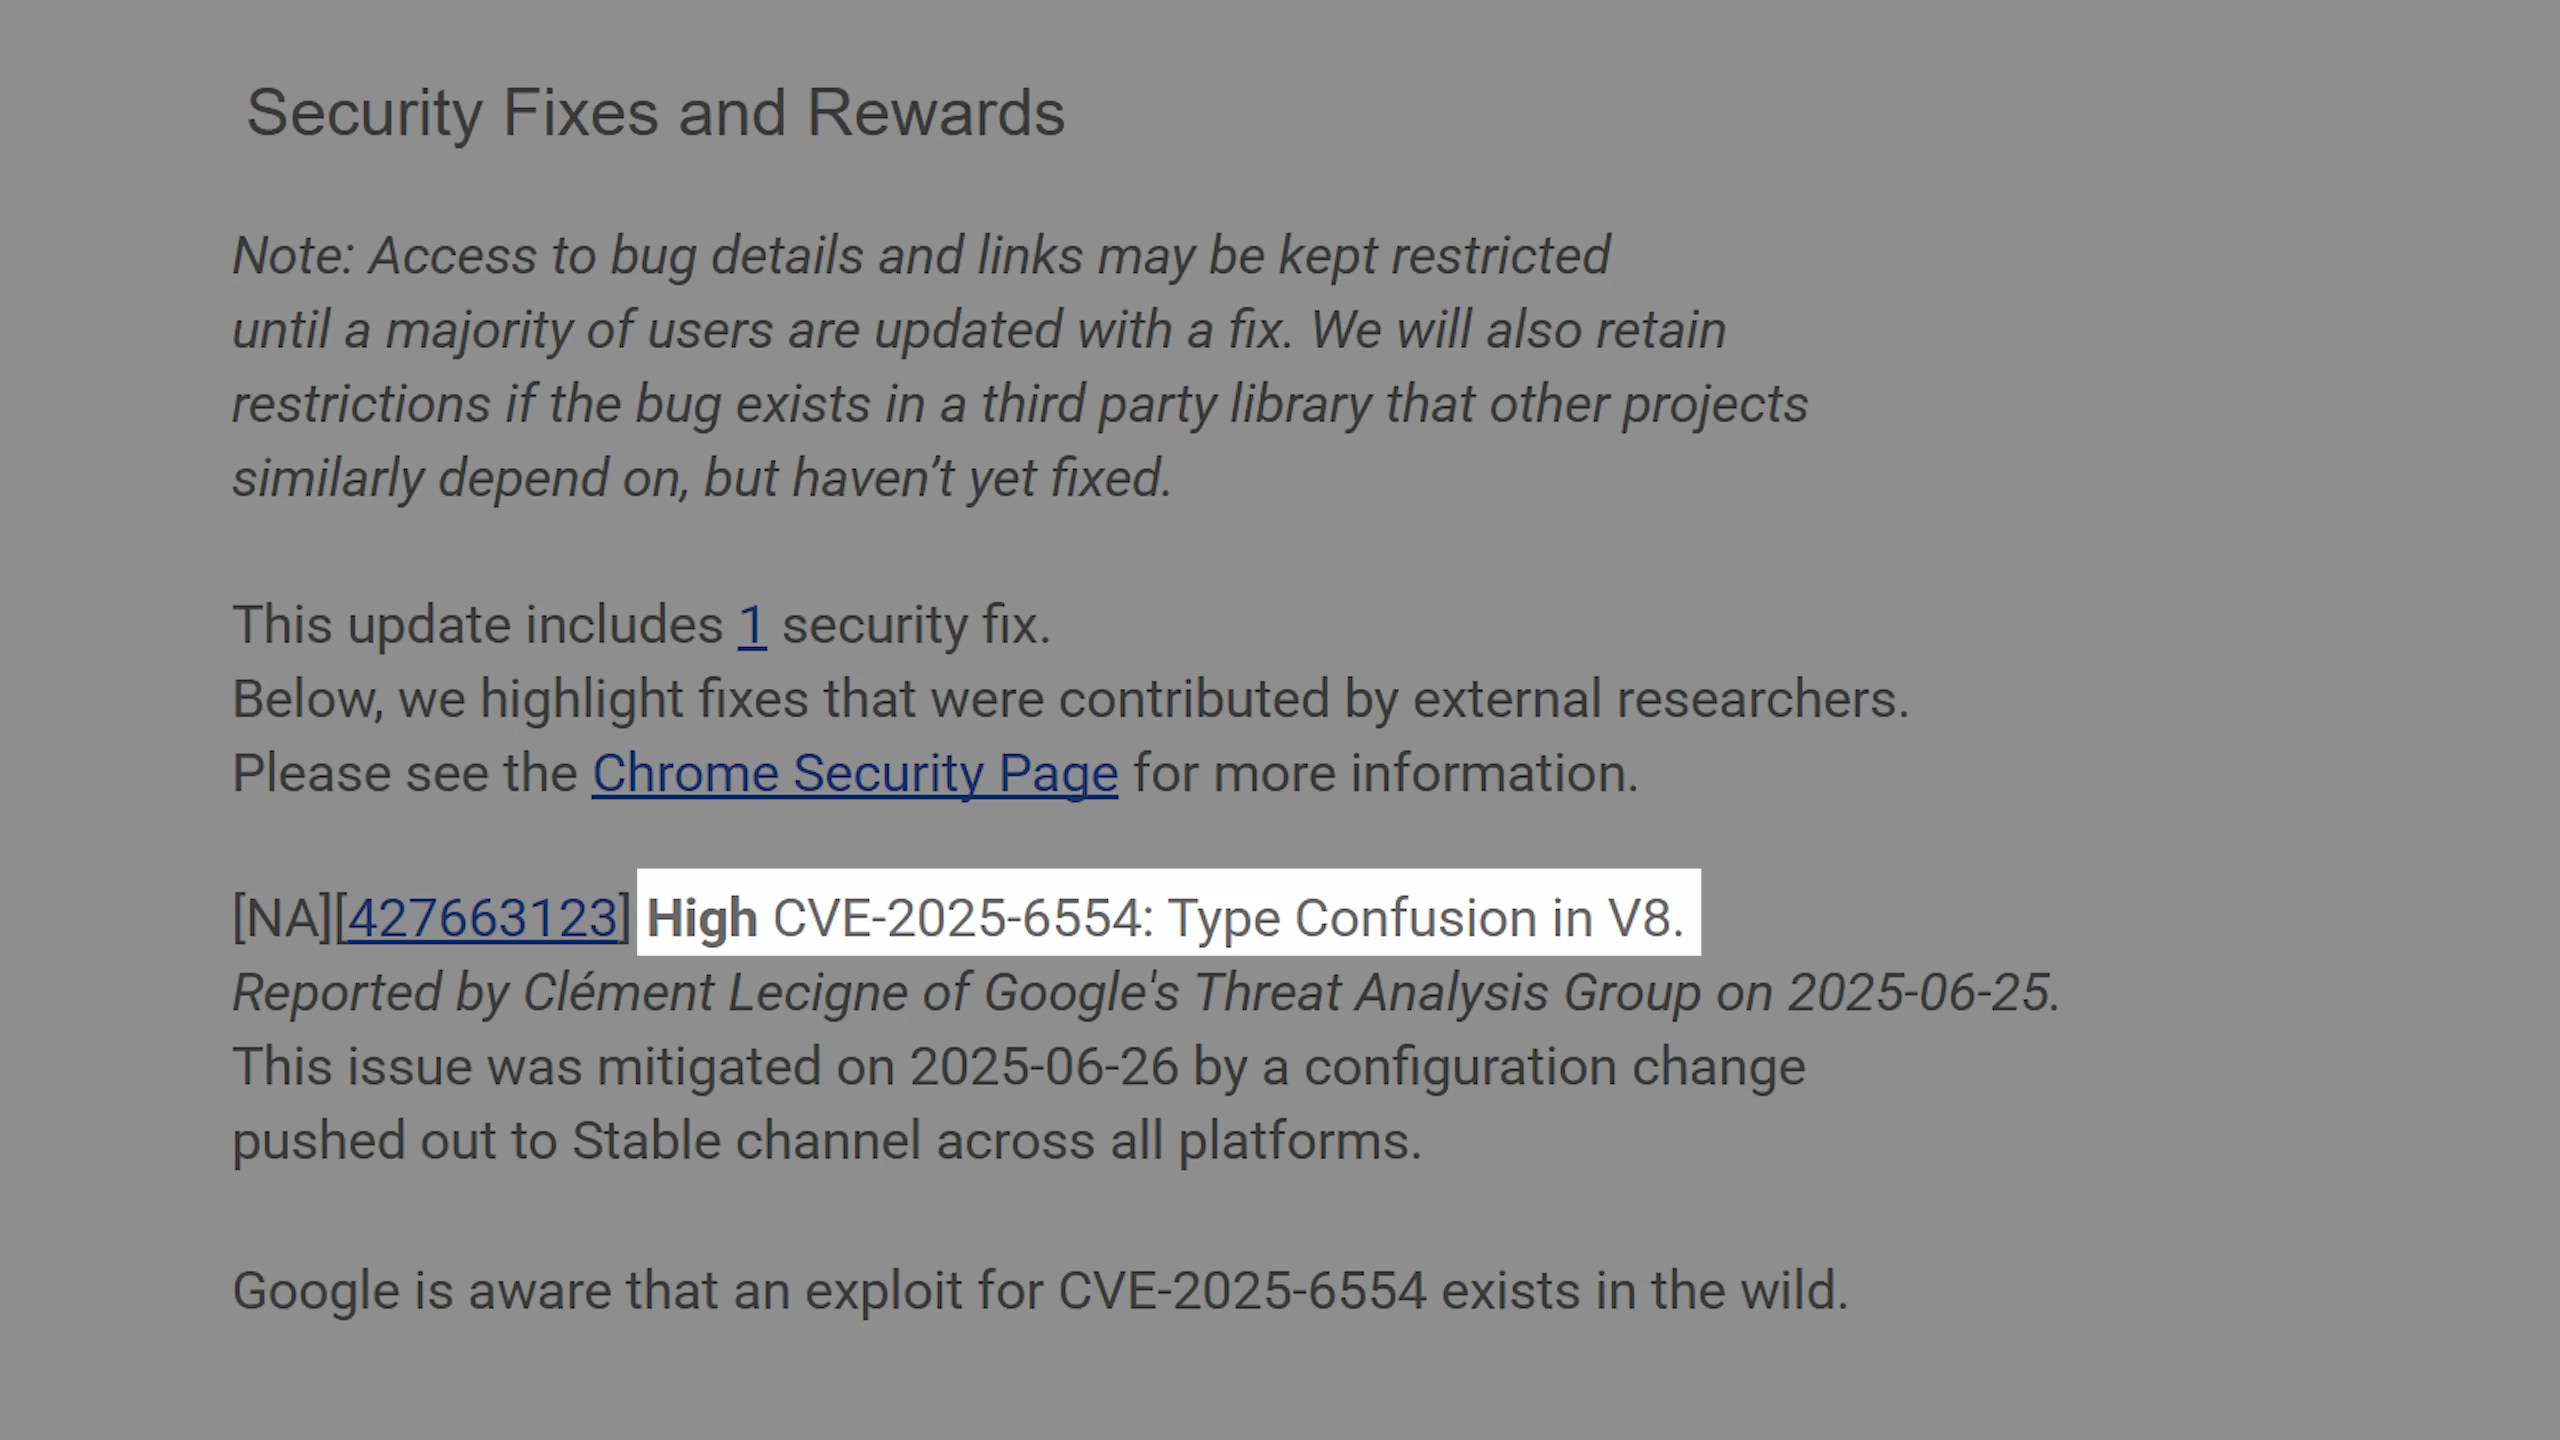 Security Fixes and Rewards
Note: Access to bug details and links may be kept restricted
until a majority of users are updated with a fix. We will also retain
restrictions if the bug exists in a third party library that other projects
similarly depend on, but haven’t yet fixed.
This update includes 1 security fix.
Below, we highlight fixes that were contributed by external researchers.
Please see the Chrome Security Page for more information.
[NA][427663123] High CVE-2025-6554: Type Confusion in V8.
Reported by Clément Lecigne of Google's Threat Analysis Group on 2025-06-25.
This issue was mitigated on 2025-06-26 by a configuration change
pushed out to Stable channel across all platforms.
Google is aware that an exploit for CVE-2025-6554 exists in the wild.